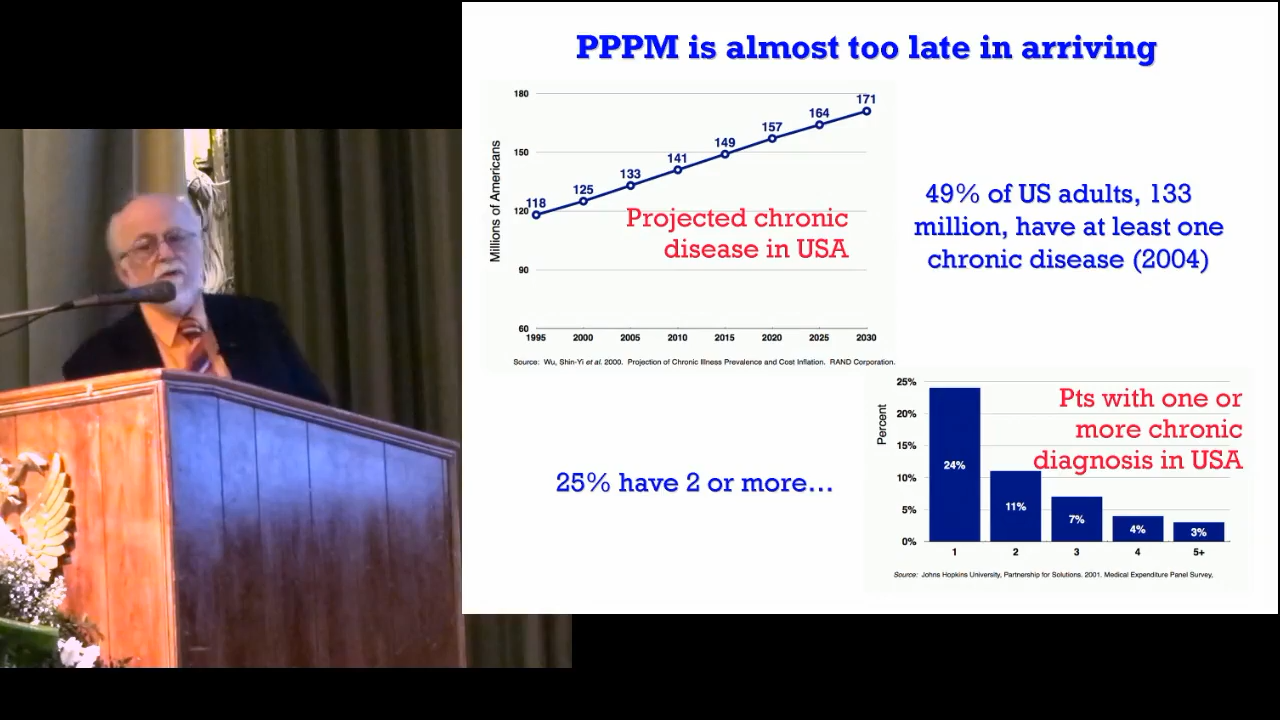 PPPM is almost too late in arriving
Millions of Americans
180
150
120
90
60
118
125
133
141
149
157
164
171
1995 2000 2005 2010 2015 2020 2025 2030
Projected chronic
disease in USA
Source: Wu, Shin-Yi et al. 2000. Projection of Chronic Illness Prevalence and Cost Inflation. RAND Corporation.
49% of US adults, 133
million, have at least one
chronic disease (2004)
25% have 2 or more...
Percent
25%
20%
15%
10%
5%
0%
Pts with one or
more chronic
diagnosis in USA
24%
11%
7%
4%
3%
1 2 3 4 5+
Source: Johns Hopkins University, Partnership for Solutions. 2001. Medical Expenditure Panel Survey,